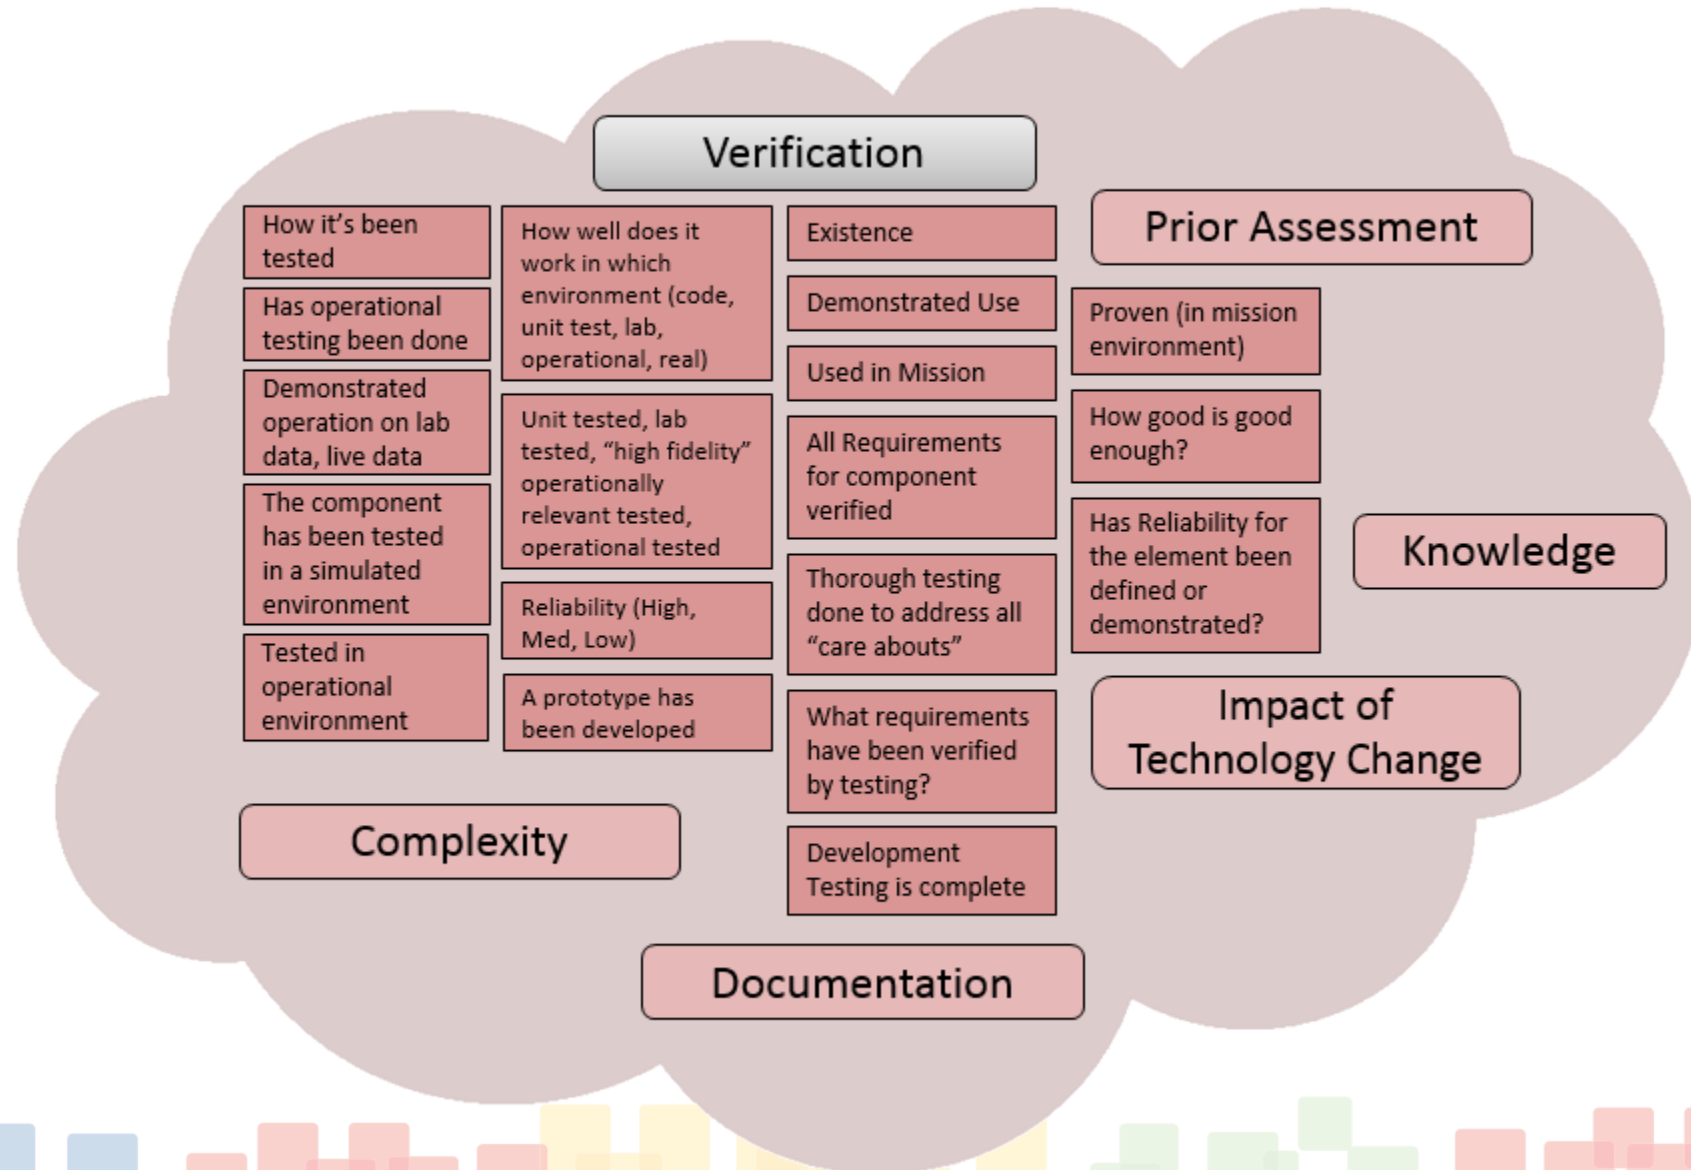 Verification
How it’s been
tested
Has operational
testing been done
Demonstrated
operation on lab
data, live data
The component
has been tested
in a simulated
environment
Tested in
operational
environment
How well does it
work in which
environment (code,
unit test, lab,
operational, real)
Unit tested, lab
tested, “high fidelity”
operationally
relevant tested,
operational tested
Reliability (High,
Med, Low)
A prototype has
been developed
Existence
Demonstrated Use
Used in Mission
All Requirements
for component
verified
Thorough testing
done to address all
“care abouts”
What requirements
have been verified
by testing?
Development
Testing is complete
Prior Assessment
Proven (in mission
environment)
How good is good
enough?
Has Reliability for
the element been
defined or
demonstrated?
Knowledge
Impact of
Technology Change
Complexity
Documentation